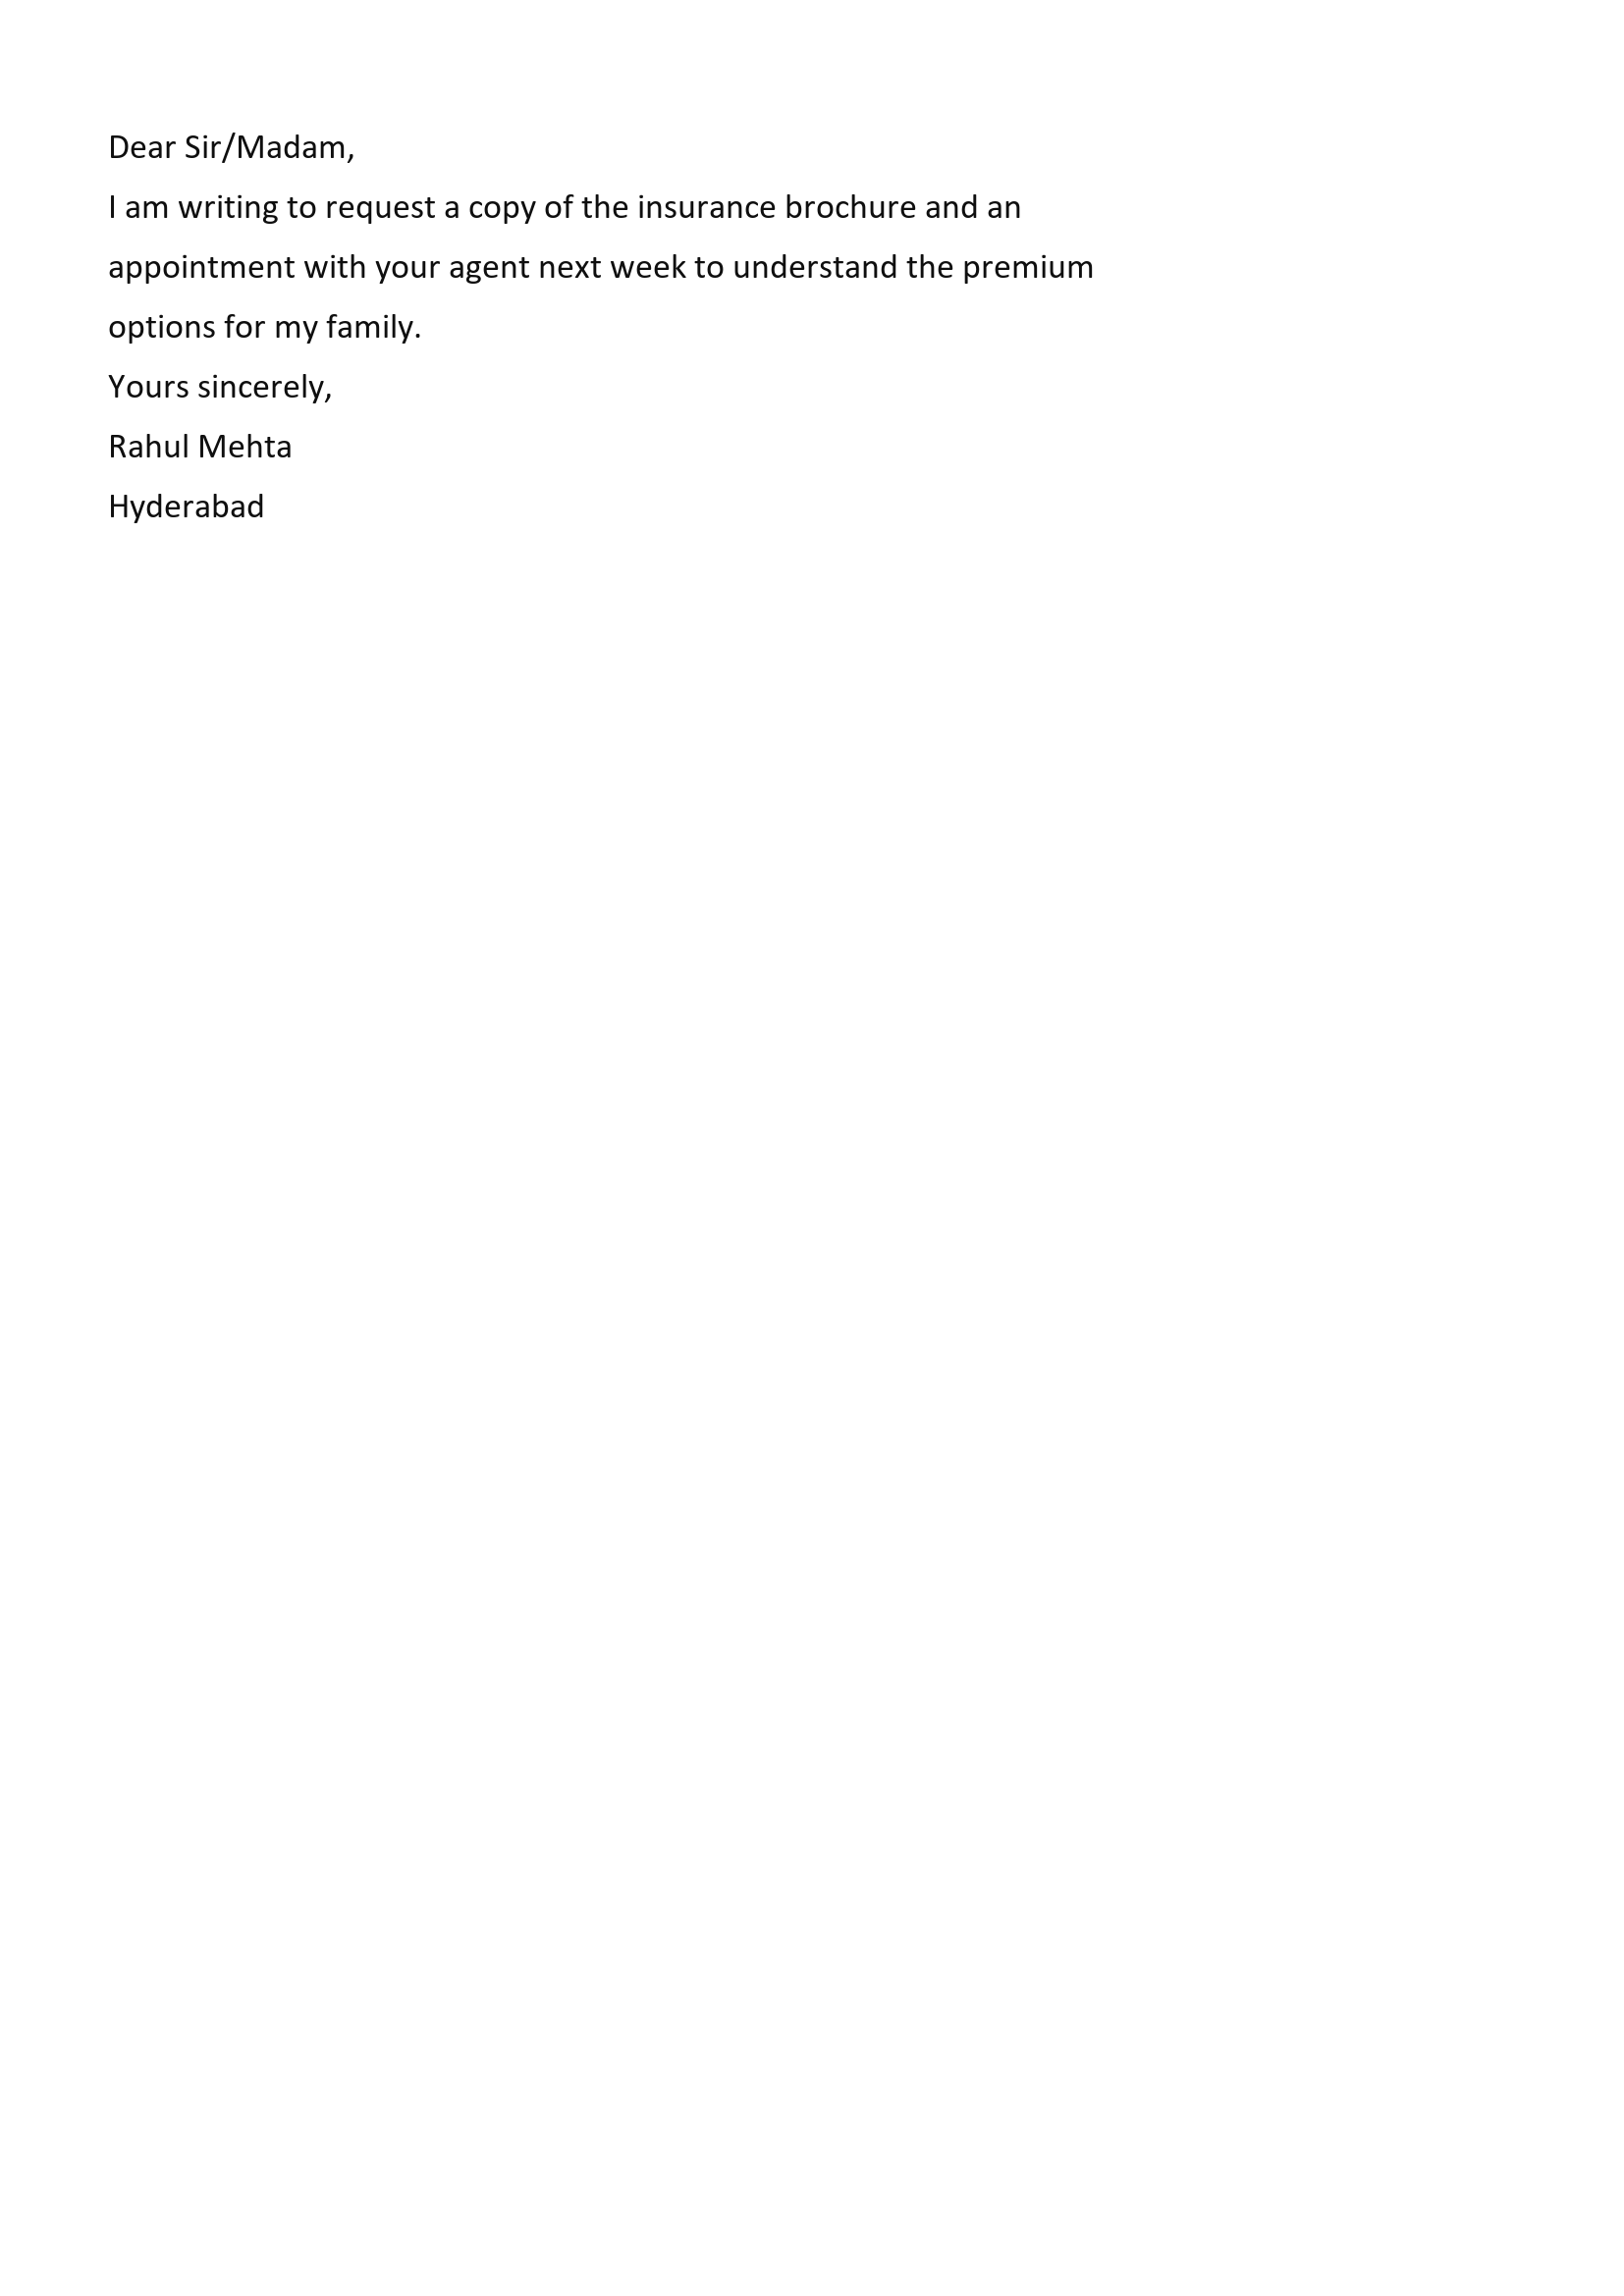 Dear Sir/Madam,
I am writing to request a copy of the insurance brochure and an
appointment with your agent next week to understand the premium
options for my family.
Yours sincerely,
Rahul Mehta
Hyderabad